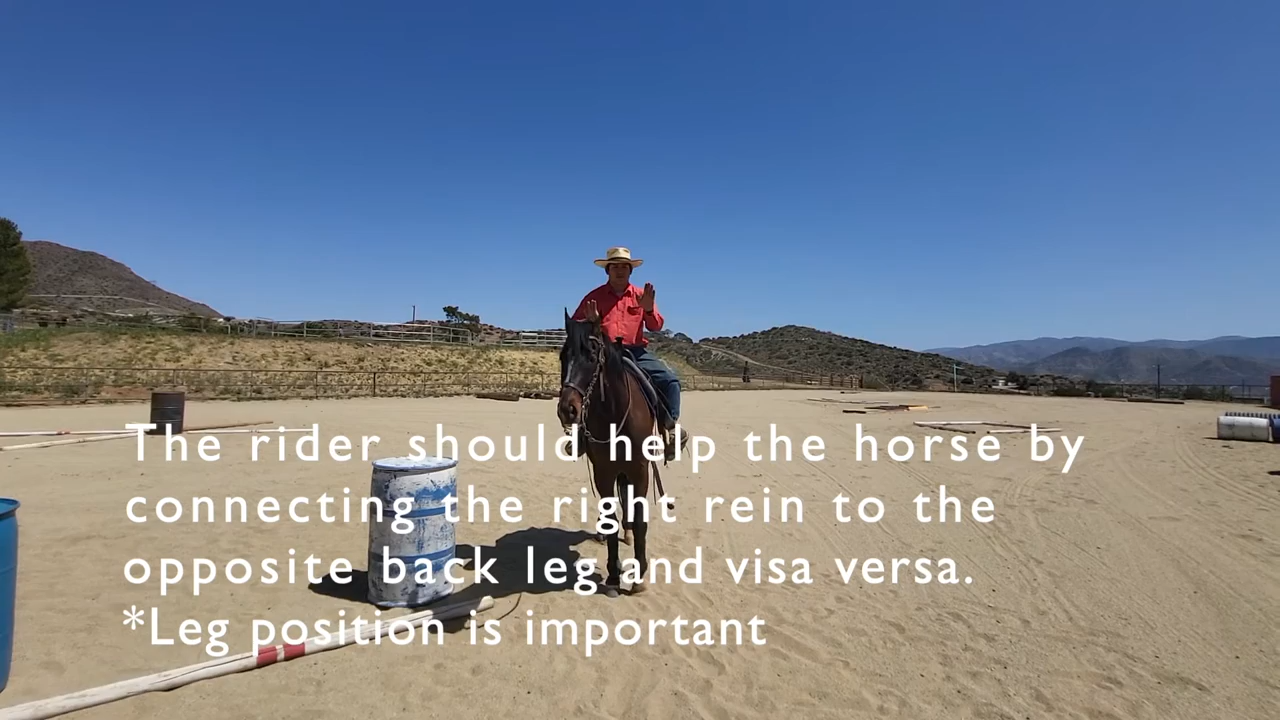 The rider should help the horse by
connecting the right rein to the
opposite back leg and visa versa.
*Leg position is important